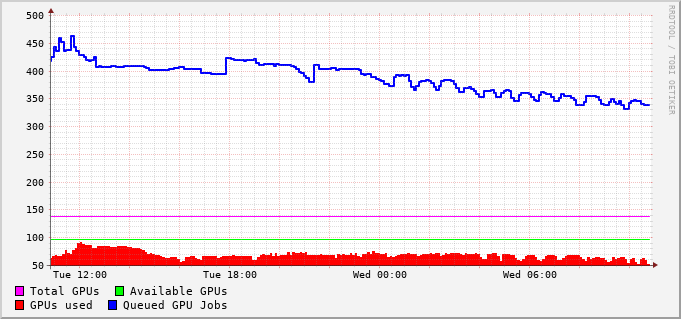 500
450
400
350
300
250
200
150
100
50
Tue 12:00 Tue 18:00 Wed 00:00 Wed 06:00
Total GPUs Available GPUs
GPUs used Queued GPU Jobs
RRDTOOL / TOBI OETIKER